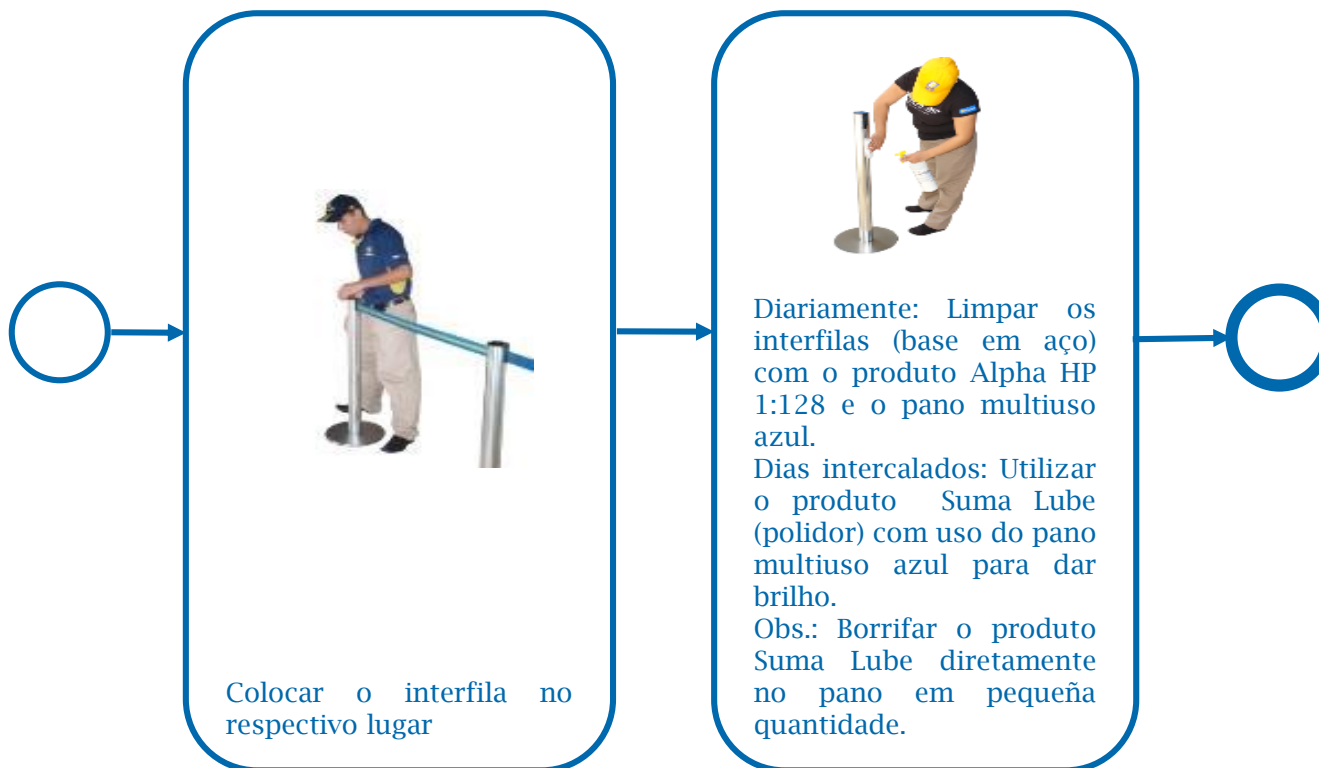 Colocar o interfila no
respectivo lugar
Diariamente: Limpar os
interfilas (base em aço)
com o produto Alpha HP
1:128 e o pano multiuso
azul.
Dias intercalados: Utilizar
o produto Suma Lube
(polidor) com uso do pano
multiuso azul para dar
brilho.
Obs.: Borrifar o produto
Suma Lube diretamente
no pano em pequeña
quantidade.